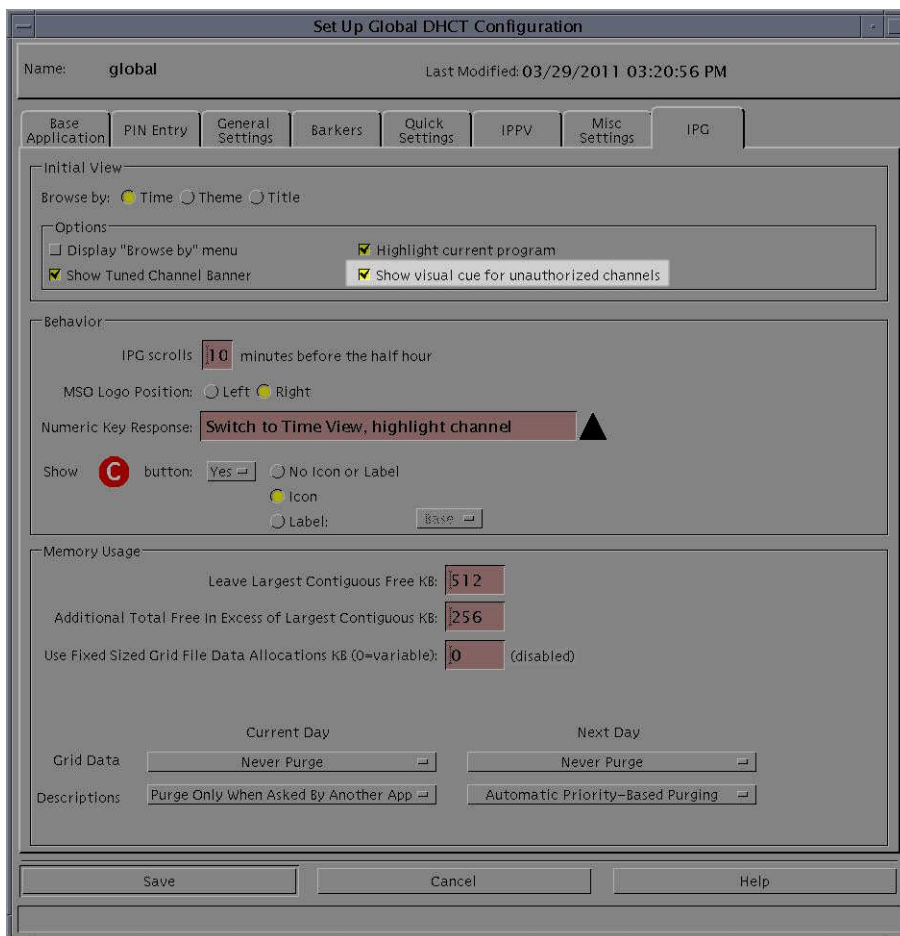 Set Up Global DHCT Configuration
Name: global Last Modified: 03/29/2011 03:20:56 PM
Base Application PIN Entry General Settings Barkers Quick Settings IPPV Misc Settings IPG
Initial View
Browse by: Time Theme Title
Options
Display "Browse by" menu Highlight current program
Show Tuned Channel Banner Show visual cue for unauthorized channels
Behavior
IPG scrolls 10 minutes before the half hour
MSO Logo Position: Left Right
Numeric Key Response: Switch to Time View, highlight channel
Show C button: Yes No Icon or Label
Icon
Label: Base
Memory Usage
Leave Largest Contiguous Free KB: 512
Additional Total Free In Excess of Largest Contiguous KB: 256
Use Fixed Sized Grid File Data Allocations KB (0=variable): 0 (disabled)
Current Day Next Day
Grid Data Never Purge Never Purge
Descriptions Purge Only When Asked By Another App Automatic Priority-Based Purging
Save Cancel Help